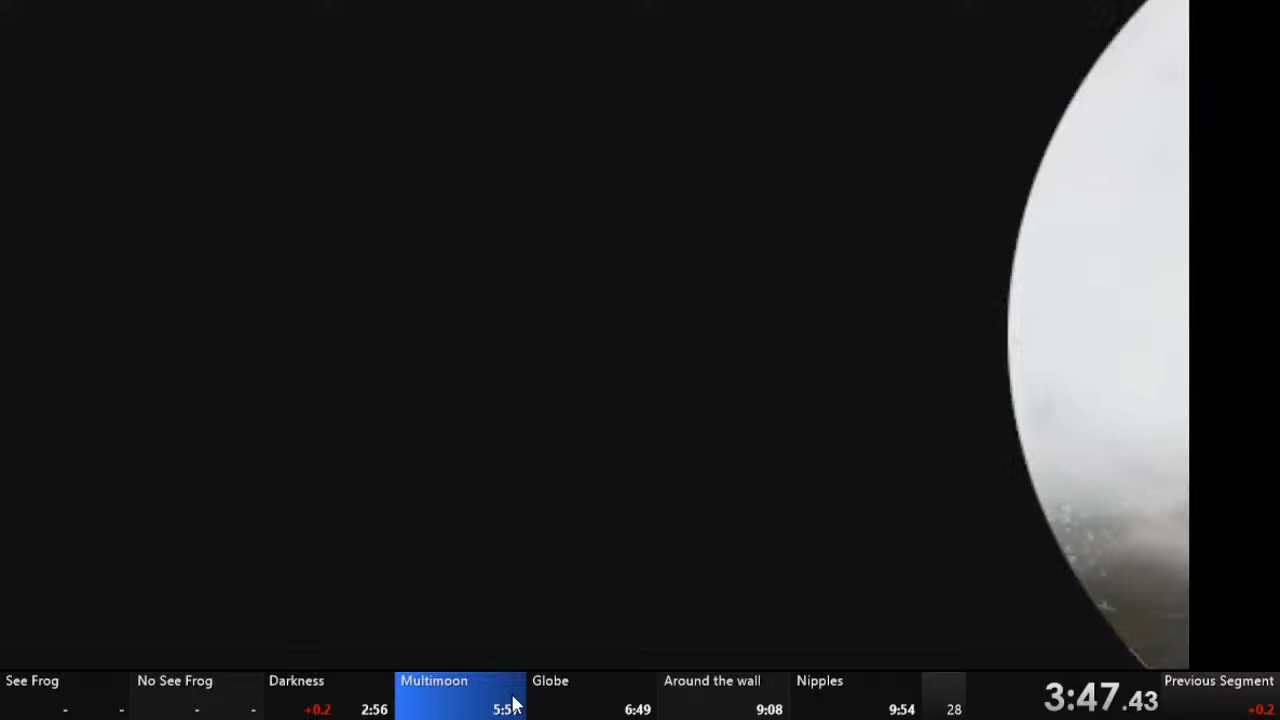 See Frog
- -
No See Frog
- -
Darkness
+0.2 2:56
Multimoon
Globe
6:49
Around the wall
9:08
Nipples
9:54
28
3:47.43
Previous Segment
+0.2